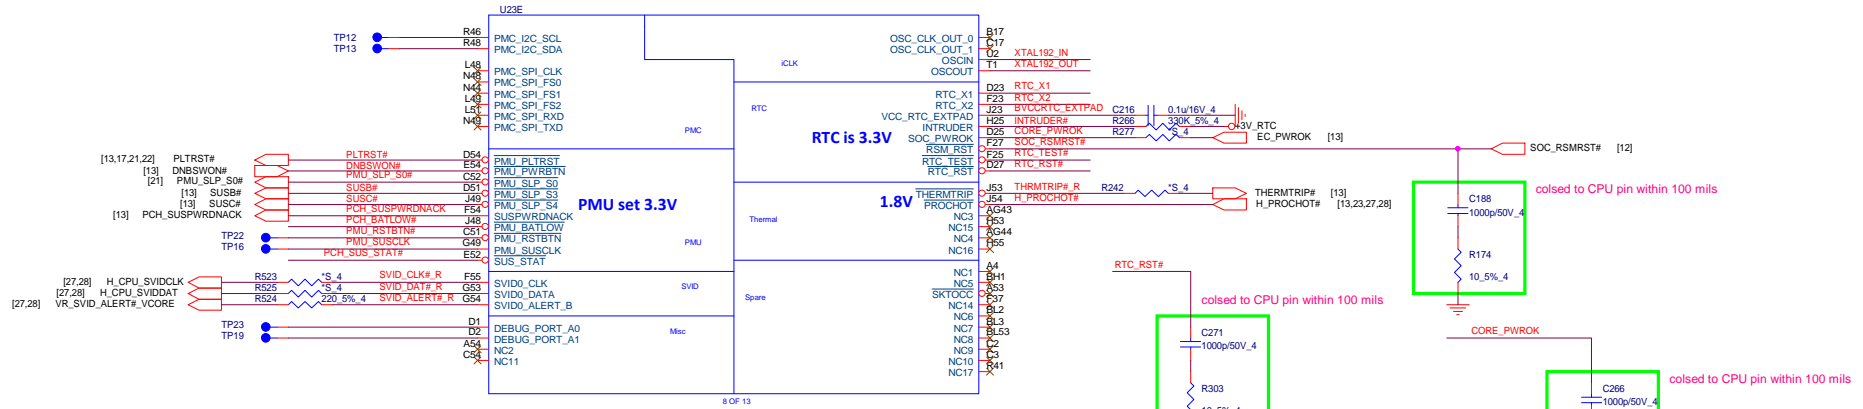 U23E
TP12
TP13
R46 PMC_I2C_SCL
R48 PMC_I2C_SDA
L48 PMC_SPI_CLK
N48 PMC_SPI_FS0
N44 PMC_SPI_FS1
L49 PMC_SPI_FS2
L51 PMC_SPI_RXD
N49 PMC_SPI_TXD
PMC
iCLK
OSC_CLK_OUT_0 B17
OSC_CLK_OUT_1 C17
OSCIN U2 XTAL192_IN
OSCOUT T1 XTAL192_OUT
RTC
RTC is 3.3V
RTC_X1 D23 RTC_X1
RTC_X2 F23 RTC_X2
VCC_RTC_EXTPAD J23 BVCCRTC_EXTPAD C216 0.1u/16V_4
INTRUDER H25 INTRUDER# R266 330K_5%_4 +3V_RTC
SOC_PWROK D25 CORE_PWROK R277 *S_4 EC_PWROK [13]
RSM_RST F27 SOC_RSMRST# SOC_RSMRST# [12]
RTC_TEST F25 RTC_TEST#
RTC_RST D27 RTC_RST#
[13,17,21,22] PLTRST# PLTRST# D54 PMU_PLTRST
[13] DNBSWON# DNBSWON# E54 PMU_PWRBTN
[21] PMU_SLP_S0# PMU_SLP_S0# C52 PMU_SLP_S0
[13] SUSB# SUSB# D51 PMU_SLP_S3
[13] SUSC# SUSC# J49 PMU_SLP_S4
[13] PCH_SUSPWRDNACK PCH_SUSPWRDNACK F54 SUSPWRDNACK
PCH_BATLOW# J48 PMU_BATLOW
TP22 PMU_RSTBTN# C51 PMU_RSTBTN
TP16 PMU_SUSCLK G49 PMU_SUSCLK
PCH_SUS_STAT# E52 SUS_STAT
PMU set 3.3V
PMU
Thermal
1.8V
THERMTRIP J53 THRMTRIP#_R R242 *S_4 THERMTRIP# [13]
PROCHOT J54 H_PROCHOT# H_PROCHOT# [13,23,27,28]
NC3 AG43
NC15 H53
NC4 AG44
NC16 H55
[27,28] H_CPU_SVIDCLK R523 *S_4 SVID_CLK#_R F55 SVID0_CLK
[27,28] H_CPU_SVIDDAT R525 *S_4 SVID_DAT#_R G53 SVID0_DATA
[27,28] VR_SVID_ALERT#_VCORE R524 220_5%_4 SVID_ALERT#_R G54 SVID0_ALERT_B
SVID
Spare
NC1 A4
NC5 BH1
SKTOCC A53
NC14 F37
NC6 BL2
NC7 BL3
NC8 BL53
NC9 C2
NC10 C3
NC17 R41
TP23 D1 DEBUG_PORT_A0
TP19 D2 DEBUG_PORT_A1
A54 NC2
C54 NC11
Misc
8 OF 13
colsed to CPU pin within 100 mils
C188
1000p/50V_4
R174
10_5%_4
RTC_RST#
colsed to CPU pin within 100 mils
C271
1000p/50V_4
R303
10_5%_4
CORE_PWROK
colsed to CPU pin within 100 mils
C266
1000p/50V_4